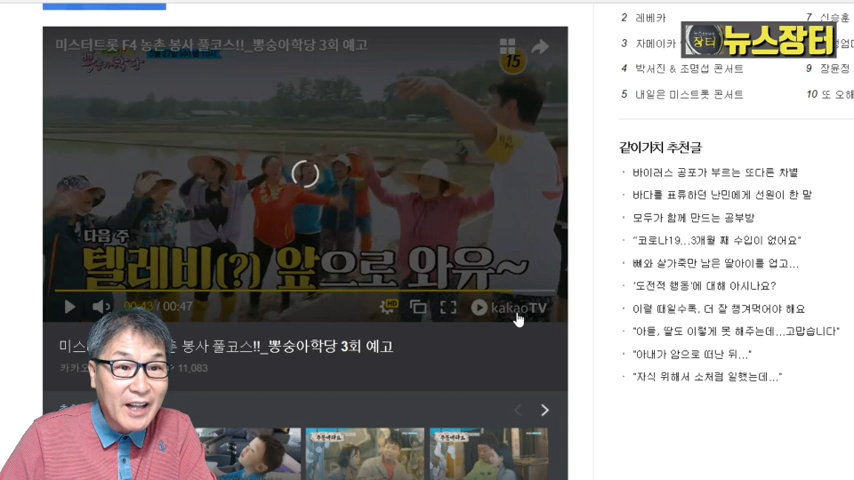 미스터트롯 F4 농촌 봉사 풀코스!!_뽕숭아학당 3회 예고
뽕숭아학당
15
다음 주
텔레비(?) 앞으로 와유~
00:43 / 00:47
HD
kakaoTV
봉사 풀코스!!_뽕숭아학당 3회 예고
11,083
2 레베카
3 자메이카
4 박서진 & 조명섭 콘서트
5 내일은 미스트롯 콘서트
7 신승훈
9 장윤정
10 또 오해
장터
뉴스장터
같이가치 추천글
바이러스 공포가 부르는 또다른 차별
바다를 표류하던 난민에게 선원이 한 말
모두가 함께 만드는 공부방
"코로나19...3개월 째 수입이 없어요"
뼈와 살가죽만 남은 딸아이를 업고...
'도전적 행동'에 대해 아시나요?
이럴 때일수록, 더 잘 챙겨먹어야 해요
"아들, 딸도 이렇게 못 해주는데...고맙습니다"
"아내가 암으로 떠난 뒤..."
"자식 위해서 소처럼 일했는데..."